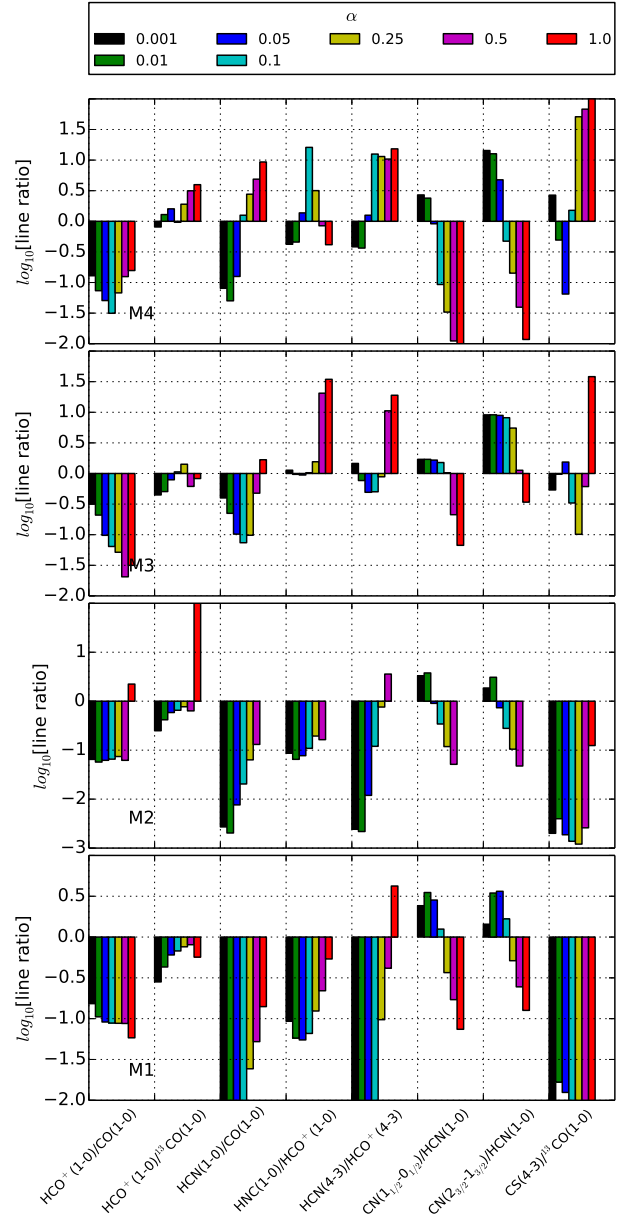 α
0.001 0.05 0.25 0.5 1.0
0.01 0.1
log10[line ratio]
1.5
1.0
0.5
0.0
−0.5
−1.0
−1.5
−2.0
M4
log10[line ratio]
1.5
1.0
0.5
0.0
−0.5
−1.0
−1.5
−2.0
M3
log10[line ratio]
1
0
−1
−2
−3
M2
log10[line ratio]
0.5
0.0
−0.5
−1.0
−1.5
−2.0
M1
HCO⁺(1-0)/CO(1-0)
HCO⁺(1-0)/¹³CO(1-0)
HCN(1-0)/CO(1-0)
HNC(1-0)/HCO⁺(1-0)
HCN(4-3)/HCO⁺(4-3)
CN(1₁/₂-0₁/₂)/HCN(1-0)
CN(2₃/₂-1₃/₂)/HCN(1-0)
CS(4-3)/¹³CO(1-0)